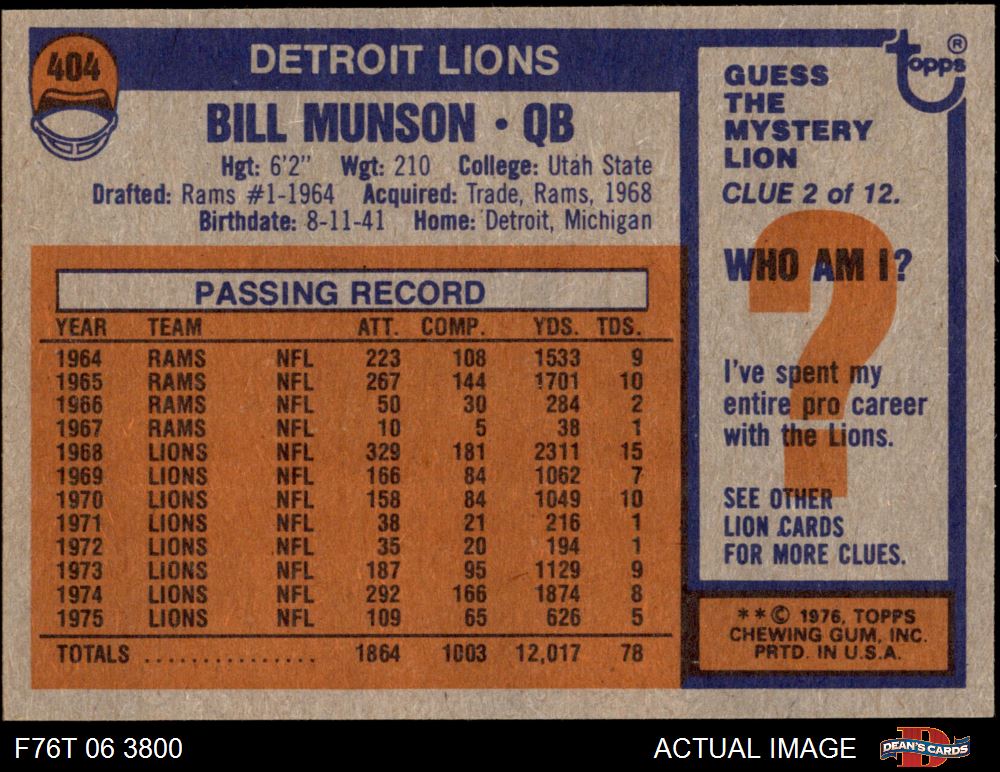 404
DETROIT LIONS
BILL MUNSON • QB
Hgt: 6'2" Wgt: 210 College: Utah State
Drafted: Rams #1-1964 Acquired: Trade, Rams, 1968
Birthdate: 8-11-41 Home: Detroit, Michigan
PASSING RECORD
YEAR TEAM ATT. COMP. YDS. TDS.
1964 RAMS NFL 223 108 1533 9
1965 RAMS NFL 267 144 1701 10
1966 RAMS NFL 50 30 284 2
1967 RAMS NFL 10 5 38 1
1968 LIONS NFL 329 181 2311 15
1969 LIONS NFL 166 84 1062 7
1970 LIONS NFL 158 84 1049 10
1971 LIONS NFL 38 21 216 1
1972 LIONS NFL 35 20 194 1
1973 LIONS NFL 187 95 1129 9
1974 LIONS NFL 292 166 1874 8
1975 LIONS NFL 109 65 626 5
TOTALS ................ 1864 1003 12,017 78
topps ®
GUESS
THE
MYSTERY
LION
CLUE 2 of 12.
WHO AM I?
?
I've spent my
entire pro career
with the Lions.
SEE OTHER
LION CARDS
FOR MORE CLUES.
* * © 1976, TOPPS
CHEWING GUM, INC.
PRTD. IN U.S.A.
F76T 06 3800
ACTUAL IMAGE
DEAN'S CARDS